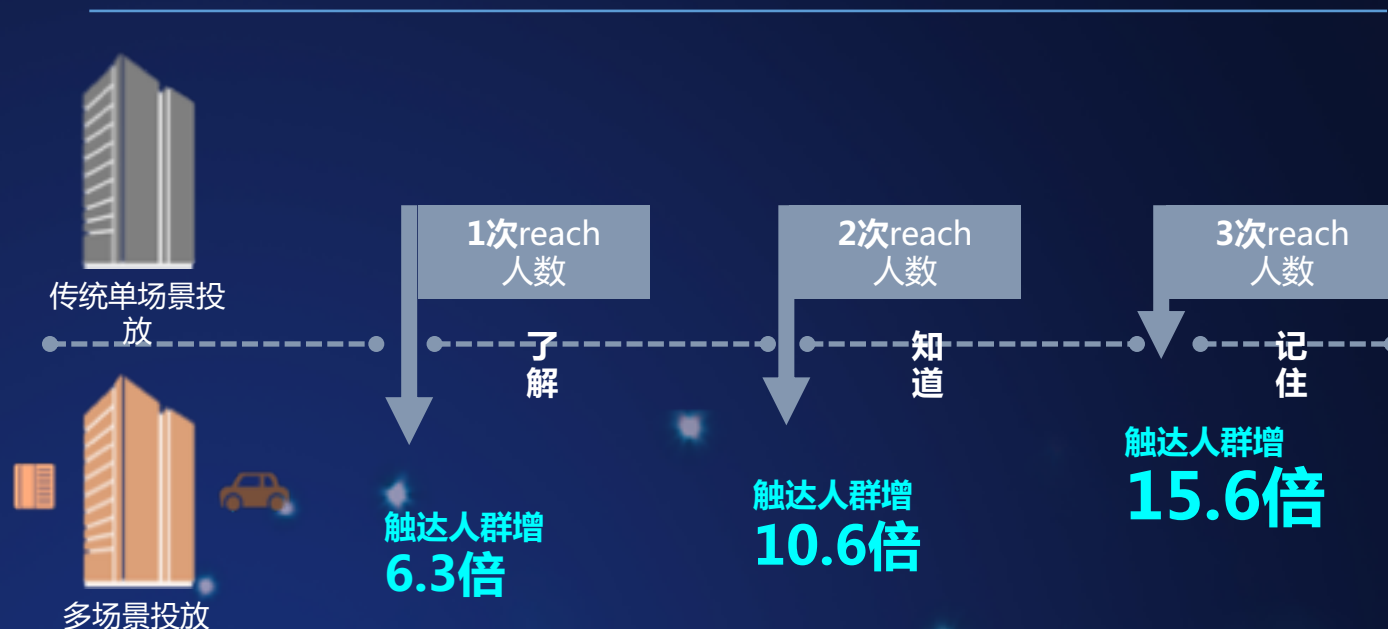 传统单场景投
放
1次reach
人数
2次reach
人数
3次reach
人数
了
解
知
道
记
住
触达人群增
6.3倍
触达人群增
10.6倍
触达人群增
15.6倍
多场景投放